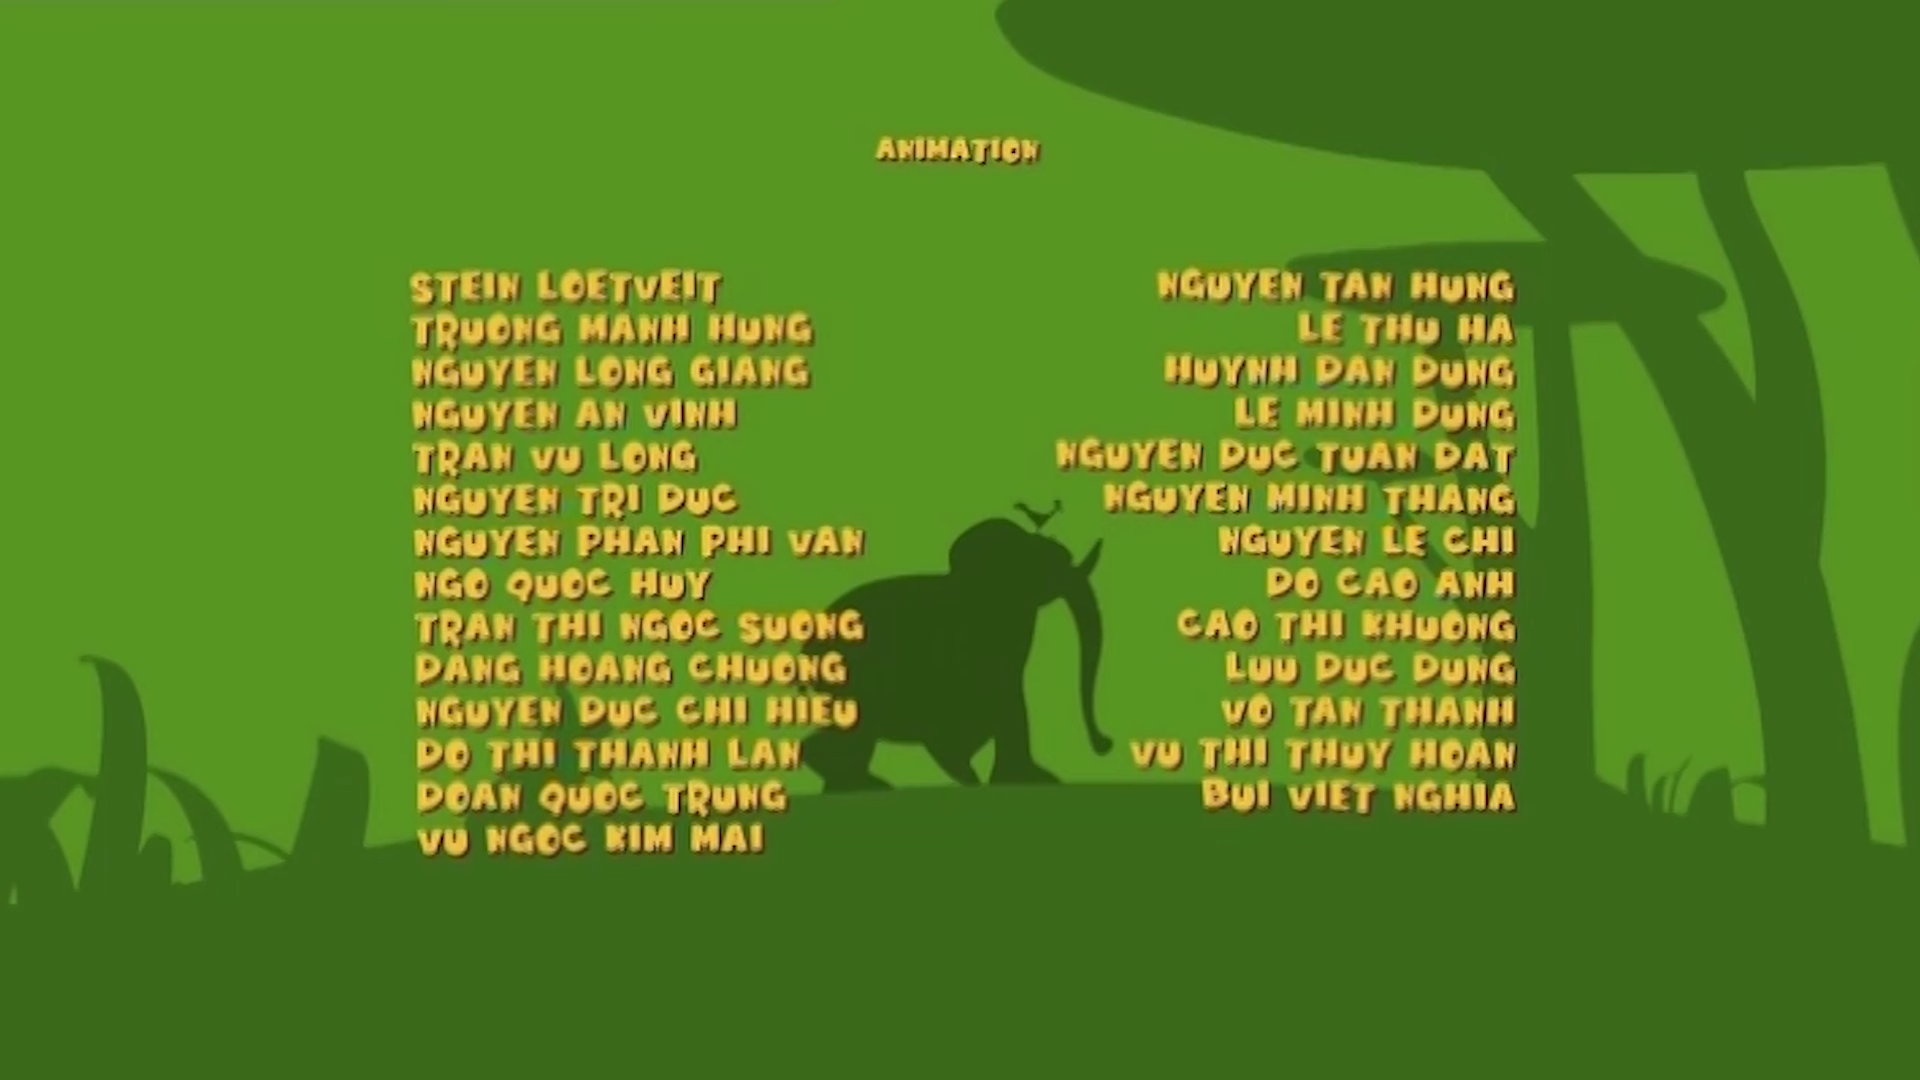 ANIMATION
STEIN LOETVEIT
TRUONG MANH HUNG
NGUYEN LONG GIANG
NGUYEN AN VINH
TRAN VU LONG
NGUYEN TRI DUC
NGUYEN PHAN PHI VAN
NGO QUOC HUY
TRAN THI NGOC SUONG
DANG HOANG CHUONG
NGUYEN DUC CHI HIEU
DO THI THANH LAN
DOAN QUOC TRUNG
VU NGOC KIM MAI
NGUYEN TAN HUNG
LE THU HA
HUYNH DAN DUNG
LE MINH DUNG
NGUYEN DUC TUAN DAT
NGUYEN MINH THANG
NGUYEN LE CHI
DO CAO ANH
CAO THI KHUONG
LUU DUC DUNG
VO TAN THANH
VU THI THUY HOAN
BUI VIET NGHIA